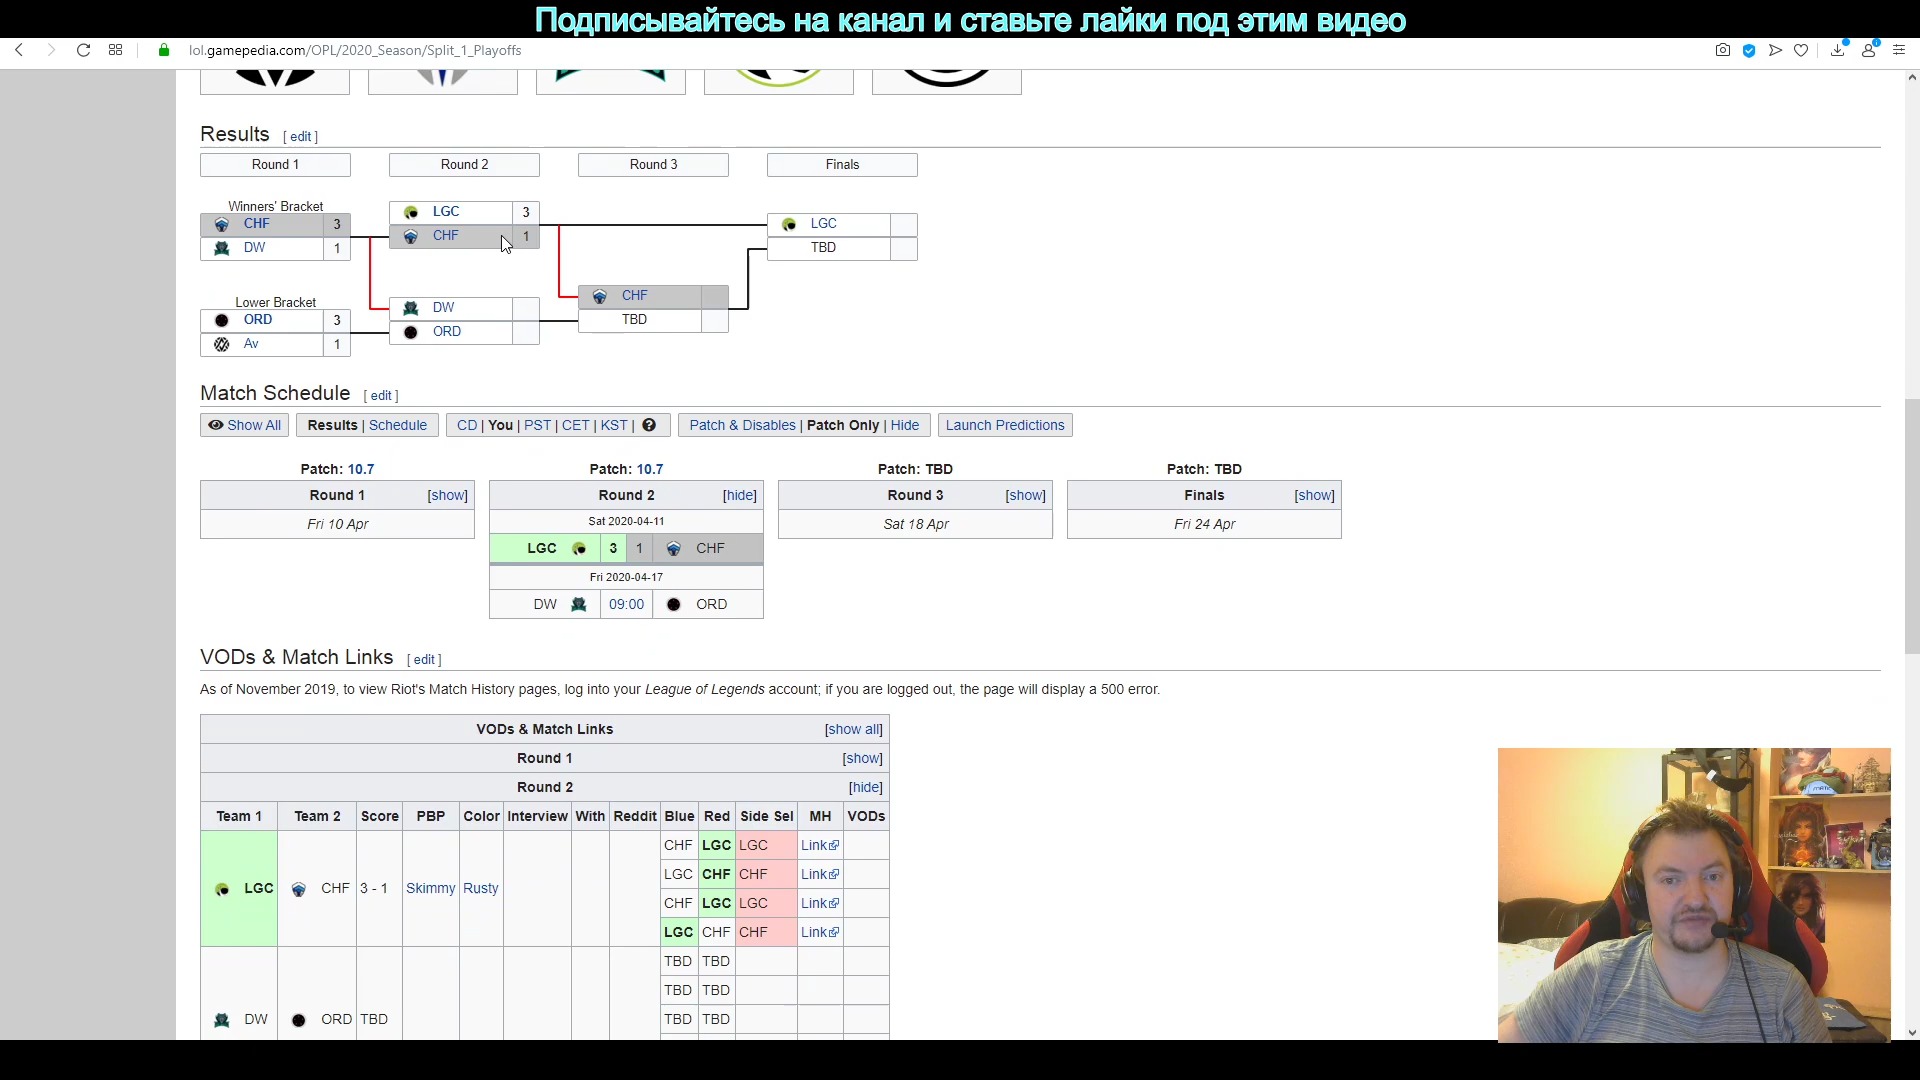 Подписывайтесь на канал и ставьте лайки под этим видео
lol.gamepedia.com/OPL/2020_Season/Split_1_Playoffs
Results [ edit ]
Round 1 Round 2 Round 3 Finals
Winners' Bracket
CHF 3
DW 1
LGC 3
CHF 1
LGC
TBD
Lower Bracket
ORD 3
Av 1
DW
ORD
CHF
TBD
Match Schedule [ edit ]
Show All Results | Schedule CD | You | PST | CET | KST | ? Patch & Disables | Patch Only | Hide Launch Predictions
Patch: 10.7 Patch: 10.7 Patch: TBD Patch: TBD
Round 1 [show] Round 2 [hide] Round 3 [show] Finals [show]
Fri 10 Apr Sat 2020-04-11 Sat 18 Apr Fri 24 Apr
LGC 3 1 CHF
Fri 2020-04-17
DW 09:00 ORD
VODs & Match Links [ edit ]
As of November 2019, to view Riot's Match History pages, log into your League of Legends account; if you are logged out, the page will display a 500 error.
VODs & Match Links [show all]
Round 1 [show]
Round 2 [hide]
Team 1 Team 2 Score PBP Color Interview With Reddit Blue Red Side Sel MH VODs
LGC CHF 3 - 1 Skimmy Rusty
CHF LGC LGC Link
LGC CHF CHF Link
CHF LGC LGC Link
LGC CHF CHF Link
DW ORD TBD
TBD TBD
TBD TBD
TBD TBD